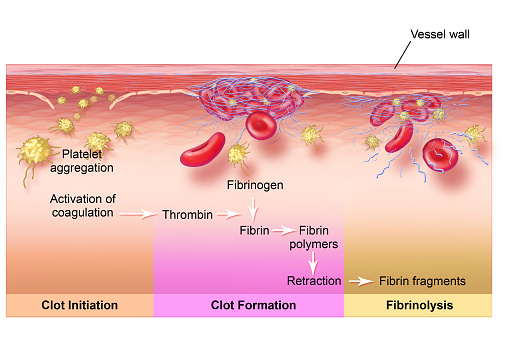 Vessel wall
Platelet
aggregation
Fibrinogen
Activation of
coagulation
Thrombin
Fibrin
Fibrin
polymers
Retraction
Fibrin fragments
Clot Initiation
Clot Formation
Fibrinolysis